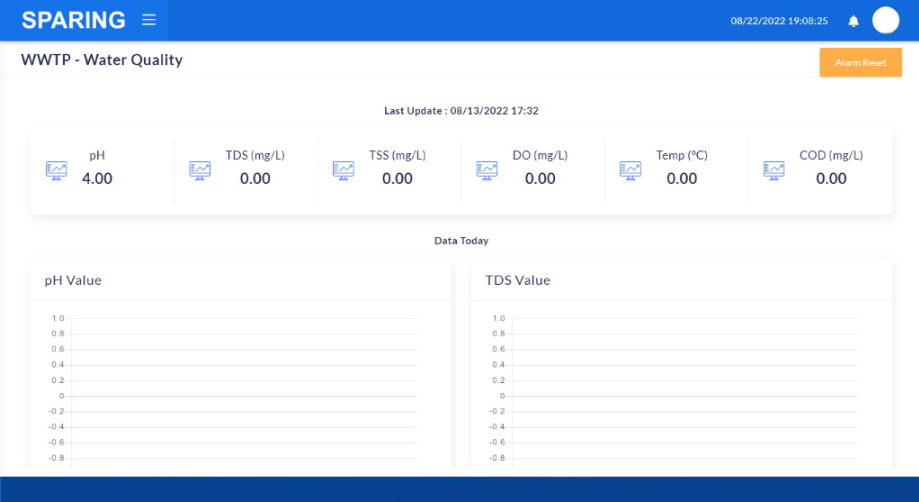 SPARING
08/22/2022 19:08:25
WWTP - Water Quality
Alarm Reset
Last Update : 08/13/2022 17:32
pH
4.00
TDS (mg/L)
0.00
TSS (mg/L)
0.00
DO (mg/L)
0.00
Temp (°C)
0.00
COD (mg/L)
0.00
Data Today
pH Value
1.0
0.8
0.6
0.4
0.2
0
-0.2
-0.4
-0.6
-0.8
TDS Value
1.0
0.8
0.6
0.4
0.2
0
-0.2
-0.4
-0.6
-0.8